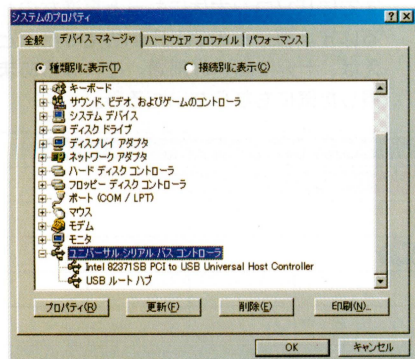 システムのプロパティ
全般
デバイス マネージャ
ハードウェア プロファイル
パフォーマンス
種類別に表示(T)
接続別に表示(C)
キーボード
サウンド、ビデオ、およびゲームのコントローラ
システム デバイス
ディスク ドライブ
ディスプレイ アダプタ
ネットワーク アダプタ
ハード ディスク コントローラ
フロッピー ディスク コントローラ
ポート (COM / LPT)
マウス
モデム
モニタ
ユニバーサル シリアル バス コントローラ
Intel 82371SB PCI to USB Universal Host Controller
USB ルート ハブ
プロパティ(R)
更新(F)
削除(E)
印刷(N)...
OK
キャンセル